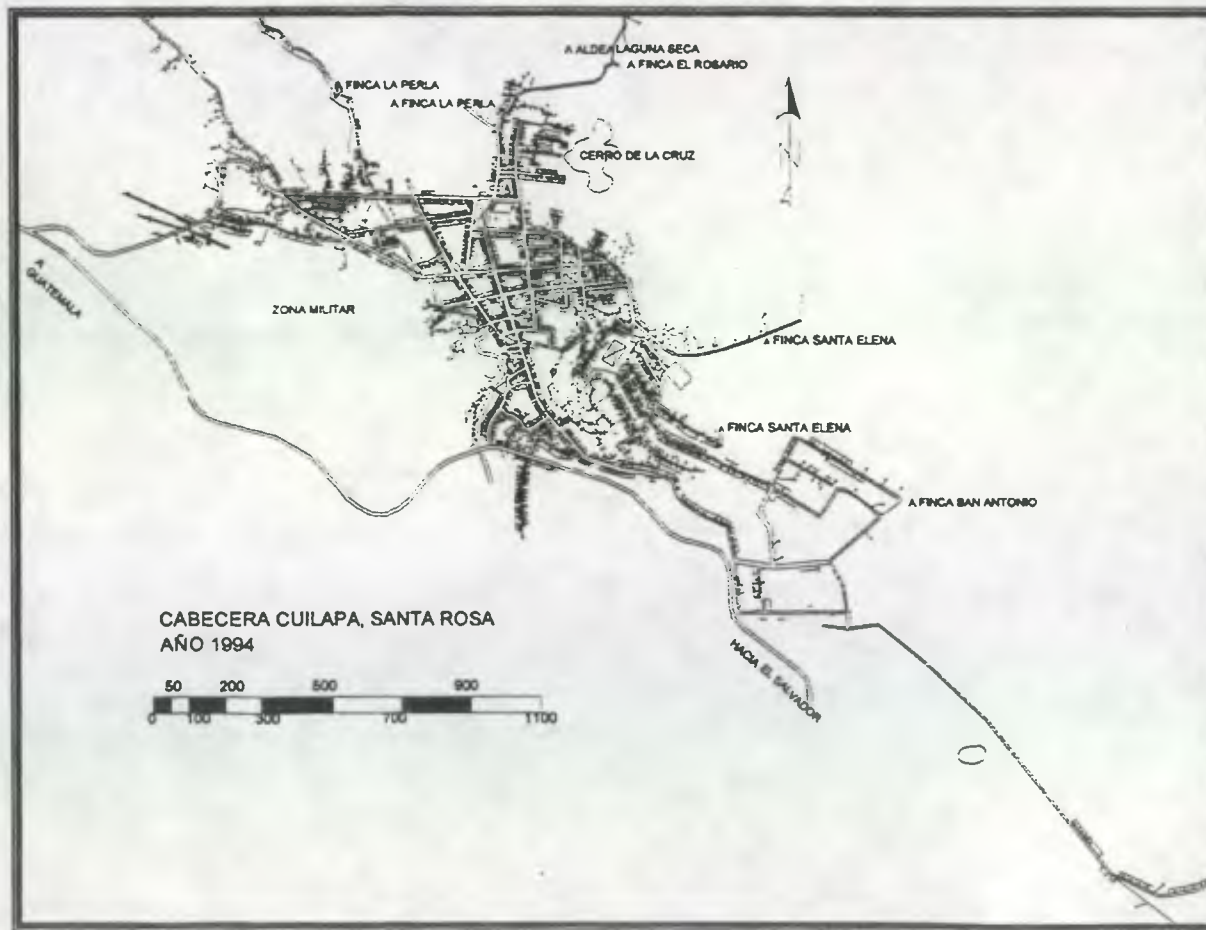 A ALDEA LAGUNA SECA
A FINCA EL ROSARIO
A FINCA LA PERLA
A FINCA LA PERLA
CERRO DE LA CRUZ
A
GUATEMALA
ZONA MILITAR
A FINCA SANTA ELENA
A FINCA SANTA ELENA
A FINCA SAN ANTONIO
CABECERA CUILAPA, SANTA ROSA
AÑO 1994
HACIA EL SALVADOR
50 200 500 900
0 100 300 700 1100